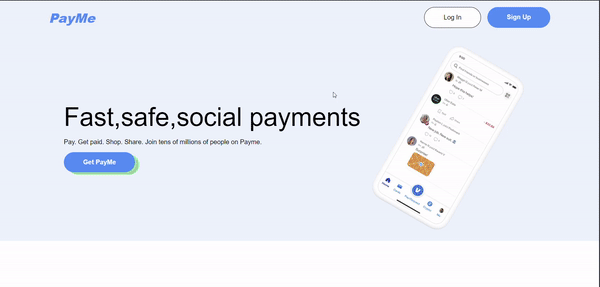 PayMe
Log In
Sign Up
Fast,safe,social payments
Pay. Get paid. Shop. Share. Join tens of millions of people on Payme.
Get PayMe